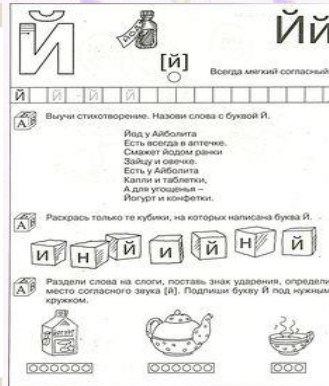 Й
ЙОД
Йй
[й]
Всегда мягкий согласный
Й Й - Й Й
А Выучи стихотворение. Назови слова с буквой Й.
Йод у Айболита
Есть всегда в аптечке.
Смажет йодом ранки
Зайцу и овечке.
Есть у Айболита
Капли и таблетки,
А для угощенья –
Йогурт и конфетки.
А Раскрась только те кубики, на которых написана буква Й.
И Н Й И Й Н Й
А Раздели слова на слоги, поставь знак ударения, определи
место согласного звука [й]. Подпиши букву Й под нужным
кружком.